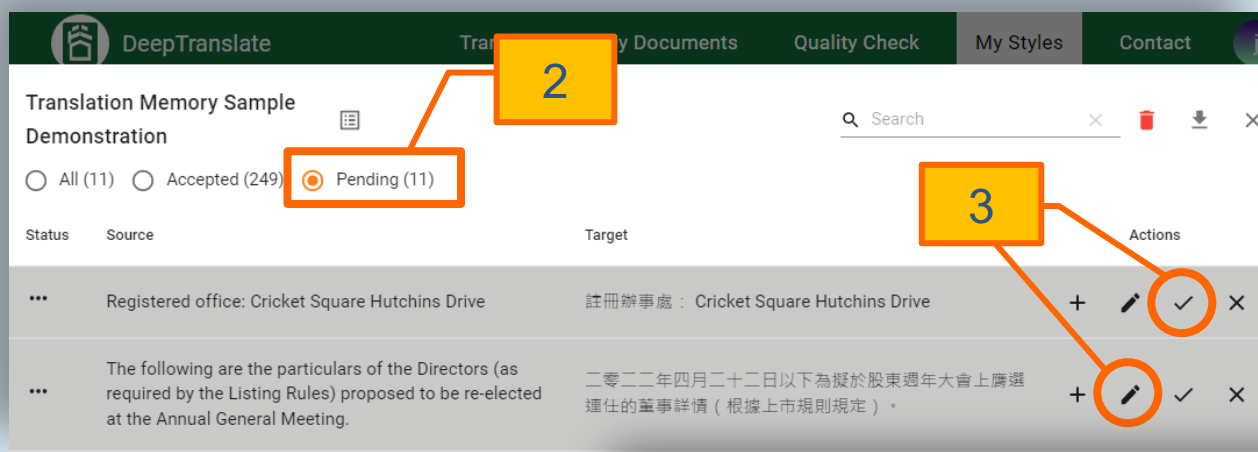 DeepTranslate Tran y Documents Quality Check My Styles Contact j
2
Translation Memory Sample
Demonstration
Search
All (11) Accepted (249) Pending (11)
3
Status Source Target Actions
Registered office: Cricket Square Hutchins Drive 註冊辦事處： Cricket Square Hutchins Drive
The following are the particulars of the Directors (as
required by the Listing Rules) proposed to be re-elected
at the Annual General Meeting.
二零二二年四月二十二日以下為擬於股東週年大會上膺選
連任的董事詳情（根據上市規則規定）。